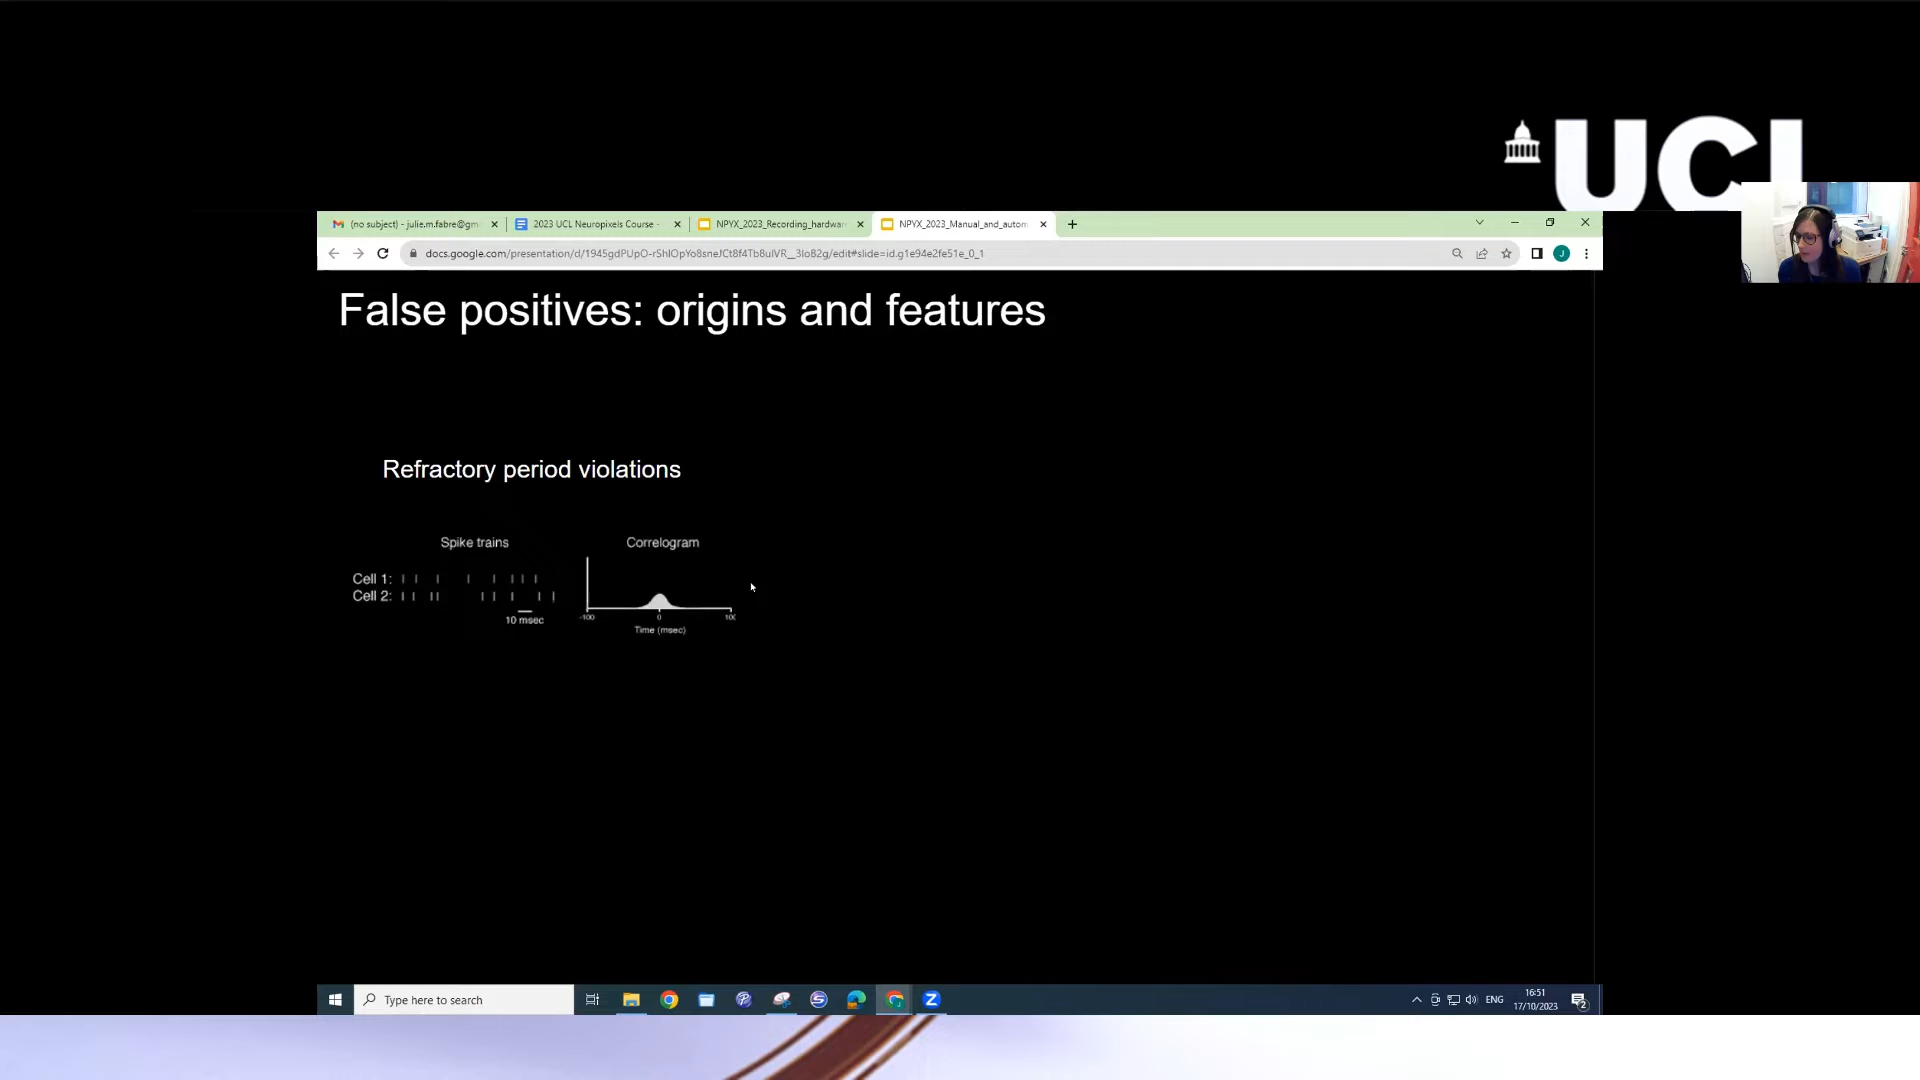 UCL
(no subject) - julie.m.fabre@gm
2023 UCL Neuropixels Course -
NPYX_2023_Recording_hardwar
NPYX_2023_Manual_and_autom
docs.google.com/presentation/d/1945gdPUpO-rShIOpYo8sneJCt8f4Tb8uIVR__3Io82g/edit#slide=id.g1e94e2fe51e_0_1
J
False positives: origins and features
Refractory period violations
Spike trains
Correlogram
Cell 1:
Cell 2:
10 msec
-100
0
100
Time (msec)
Type here to search
Z
ENG
16:51
17/10/2023
2